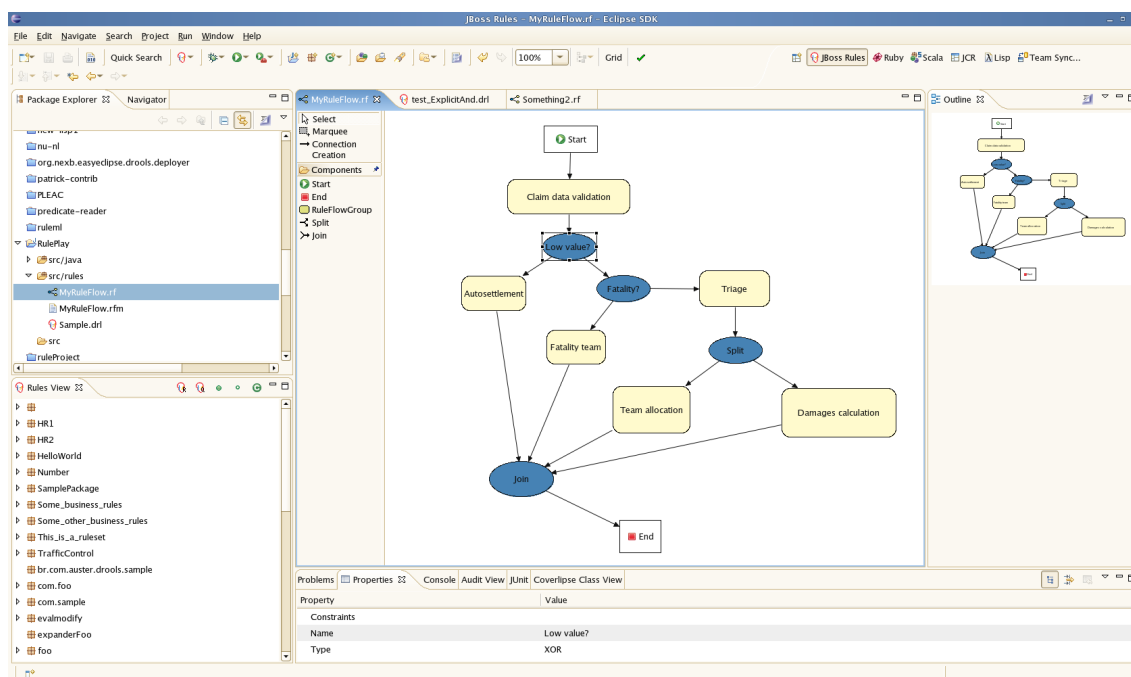 JBoss Rules - MyRuleFlow.rf - Eclipse SDK
File Edit Navigate Search Project Run Window Help
Quick Search 100% Grid JBoss Rules Ruby Scala JCR Lisp Team Sync...
Package Explorer Navigator
nu-nl
org.nexb.easyeclipse.drools.deployer
patrick-contrib
PLEAC
predicate-reader
ruleml
RulePlay
src/java
src/rules
MyRuleFlow.rf
MyRuleFlow.rfm
Sample.drl
src
ruleProject
Rules View
HR1
HR2
HelloWorld
Number
SamplePackage
Some_business_rules
Some_other_business_rules
This_is_a_ruleset
TrafficControl
br.com.auster.drools.sample
com.foo
com.sample
evalmodify
expanderFoo
foo
MyRuleFlow.rf test_ExplicitAnd.drl Something2.rf
Select
Marquee
Connection
Creation
Components
Start
End
RuleFlowGroup
Split
Join
Start
Claim data validation
Low value?
Autosettlement
Fatality?
Triage
Fatality team
Split
Team allocation
Damages calculation
Join
End
Outline
Problems Properties Console Audit View JUnit Coverlipse Class View
Property Value
Constraints
Name Low value?
Type XOR